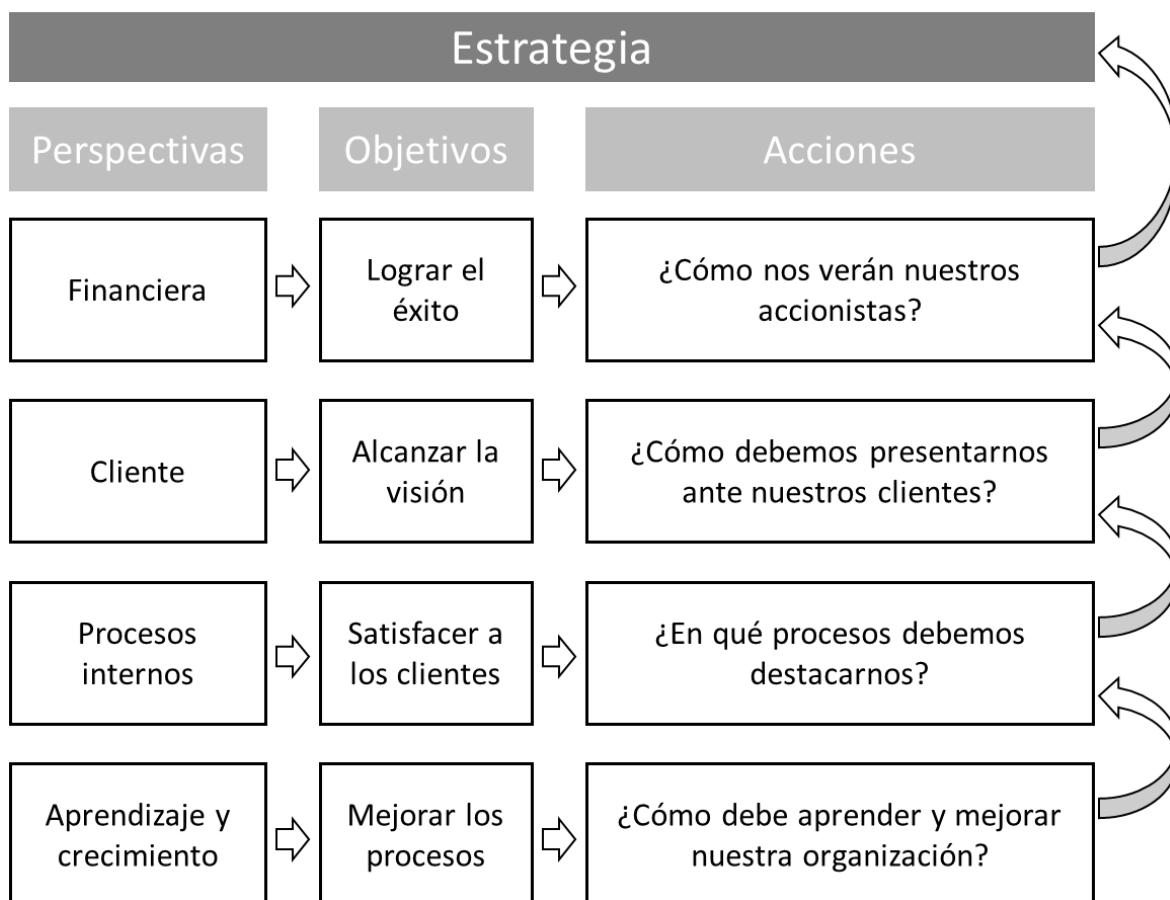 Estrategia
Perspectivas
Objetivos
Acciones
Financiera
Lograr el
éxito
¿Cómo nos verán nuestros
accionistas?
Cliente
Alcanzar la
visión
¿Cómo debemos presentarnos
ante nuestros clientes?
Procesos
internos
Satisfacer a
los clientes
¿En qué procesos debemos
destacarnos?
Aprendizaje y
crecimiento
Mejorar los
procesos
¿Cómo debe aprender y mejorar
nuestra organización?